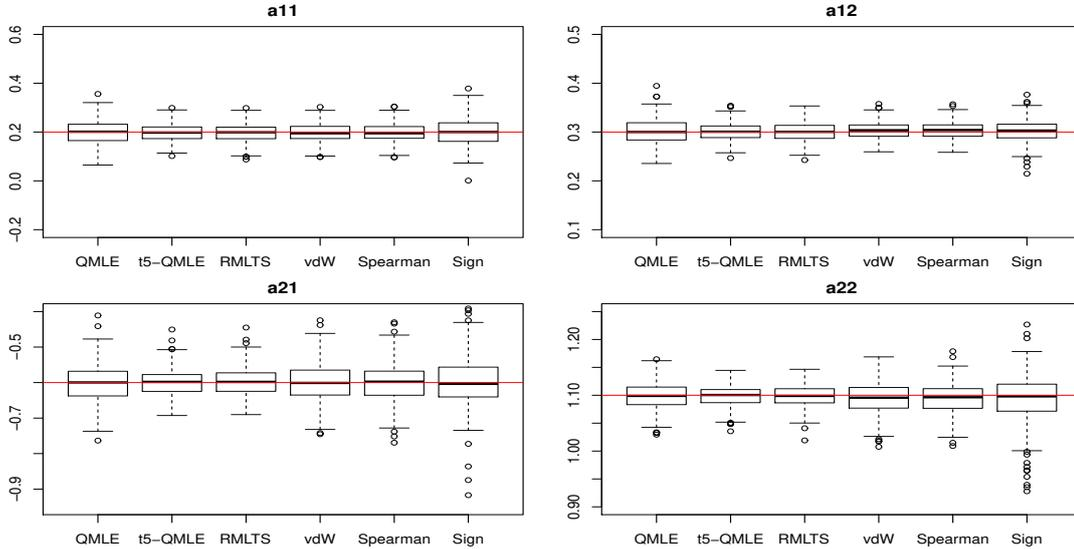 a11
0.6
0.4
0.2
0.0
−0.2
QMLE t5−QMLE RMLTS vdW Spearman Sign
a12
0.5
0.4
0.3
0.2
0.1
QMLE t5−QMLE RMLTS vdW Spearman Sign
a21
−0.5
−0.7
−0.9
QMLE t5−QMLE RMLTS vdW Spearman Sign
a22
1.20
1.10
1.00
0.90
QMLE t5−QMLE RMLTS vdW Spearman Sign